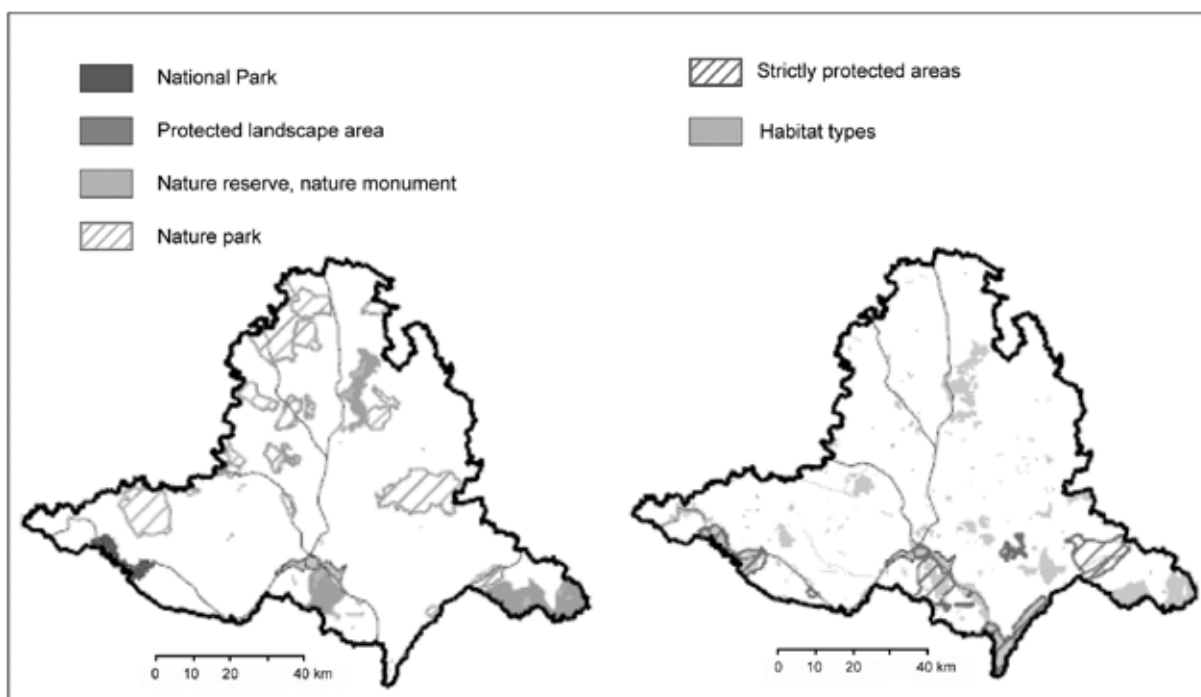 National Park
Protected landscape area
Nature reserve, nature monument
Nature park
Strictly protected areas
Habitat types
0 10 20 40 km
0 10 20 40 km